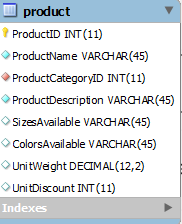 product
ProductID INT(11)
ProductName VARCHAR(45)
ProductCategoryID INT(11)
ProductDescription VARCHAR(45)
SizesAvailable VARCHAR(45)
ColorsAvailable VARCHAR(45)
UnitWeight DECIMAL(12,2)
UnitDiscount INT(11)
Indexes